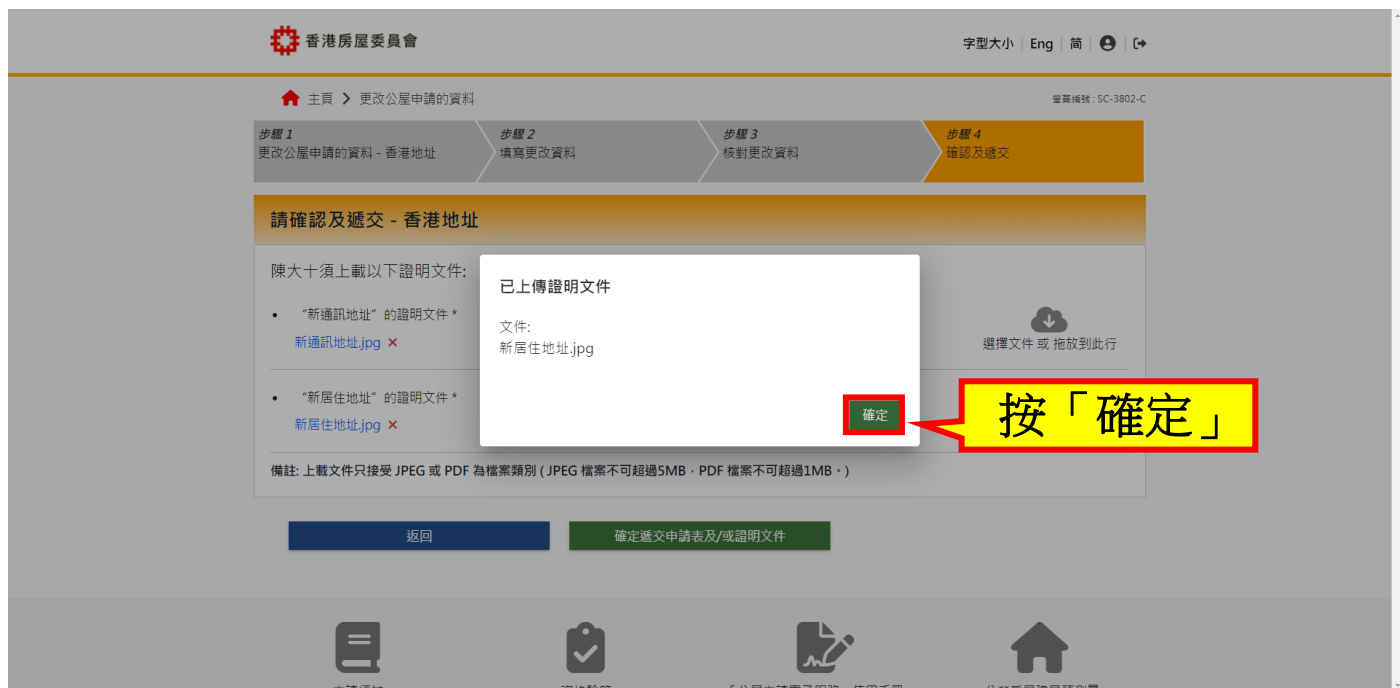 香港房屋委員會
字型大小 | Eng | 简
主頁 > 更改公屋申請的資料
螢幕編號 : SC-3802-C
步驟 1
更改公屋申請的資料 - 香港地址
步驟 2
填寫更改資料
步驟 3
核對更改資料
步驟 4
確認及遞交
請確認及遞交 - 香港地址
陳大十須上載以下證明文件:
• “新通訊地址” 的證明文件 *
新通訊地址.jpg ×
選擇文件 或 拖放到此行
• “新居住地址” 的證明文件 *
新居住地址.jpg ×
已上傳證明文件
文件:
新居住地址.jpg
確定
按「確定」
備註: 上載文件只接受 JPEG 或 PDF 為檔案類別 ( JPEG 檔案不可超過5MB，PDF 檔案不可超過1MB。)
返回
確定遞交申請表及/或證明文件